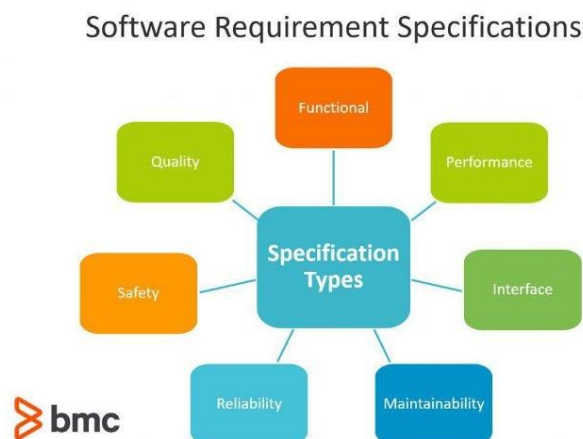 Software Requirement Specifications
Functional
Quality
Performance
Specification
Types
Safety
Interface
Reliability
Maintainability
bmc